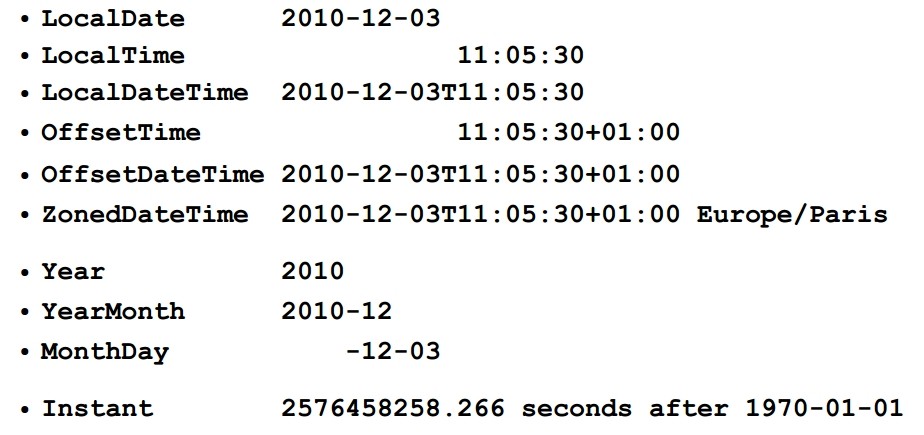 • LocalDate 2010-12-03
• LocalTime 11:05:30
• LocalDateTime 2010-12-03T11:05:30
• OffsetTime 11:05:30+01:00
• OffsetDateTime 2010-12-03T11:05:30+01:00
• ZonedDateTime 2010-12-03T11:05:30+01:00 Europe/Paris
• Year 2010
• YearMonth 2010-12
• MonthDay -12-03
• Instant 2576458258.266 seconds after 1970-01-01